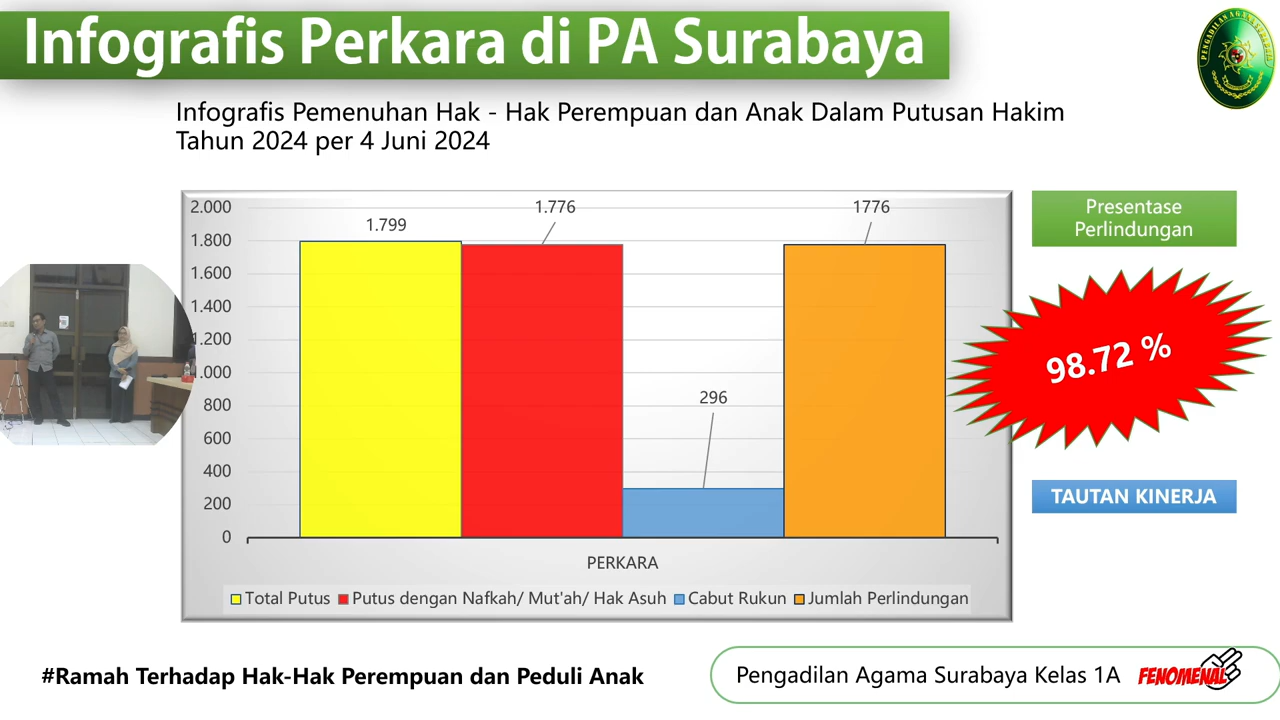 Infografis Perkara di PA Surabaya
Infografis Pemenuhan Hak - Hak Perempuan dan Anak Dalam Putusan Hakim
Tahun 2024 per 4 Juni 2024
2.000
1.800
1.600
1.400
1.200
1.000
800
600
400
200
0
1.799
1.776
296
1776
PERKARA
Total Putus
Putus dengan Nafkah/ Mut'ah/ Hak Asuh
Cabut Rukun
Jumlah Perlindungan
Presentase
Perlindungan
98.72 %
TAUTAN KINERJA
#Ramah Terhadap Hak-Hak Perempuan dan Peduli Anak
Pengadilan Agama Surabaya Kelas 1A
FENOMENAL